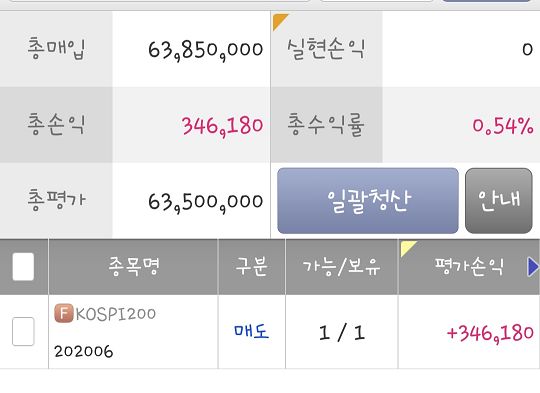 총매입 63,850,000 실현손익 0
총손익 346,180 총수익률 0.54%
총평가 63,500,000 일괄청산 안내
종목명 구분 가능/보유 평가손익
F KOSPI200
매도 1 / 1 +346,180
202006